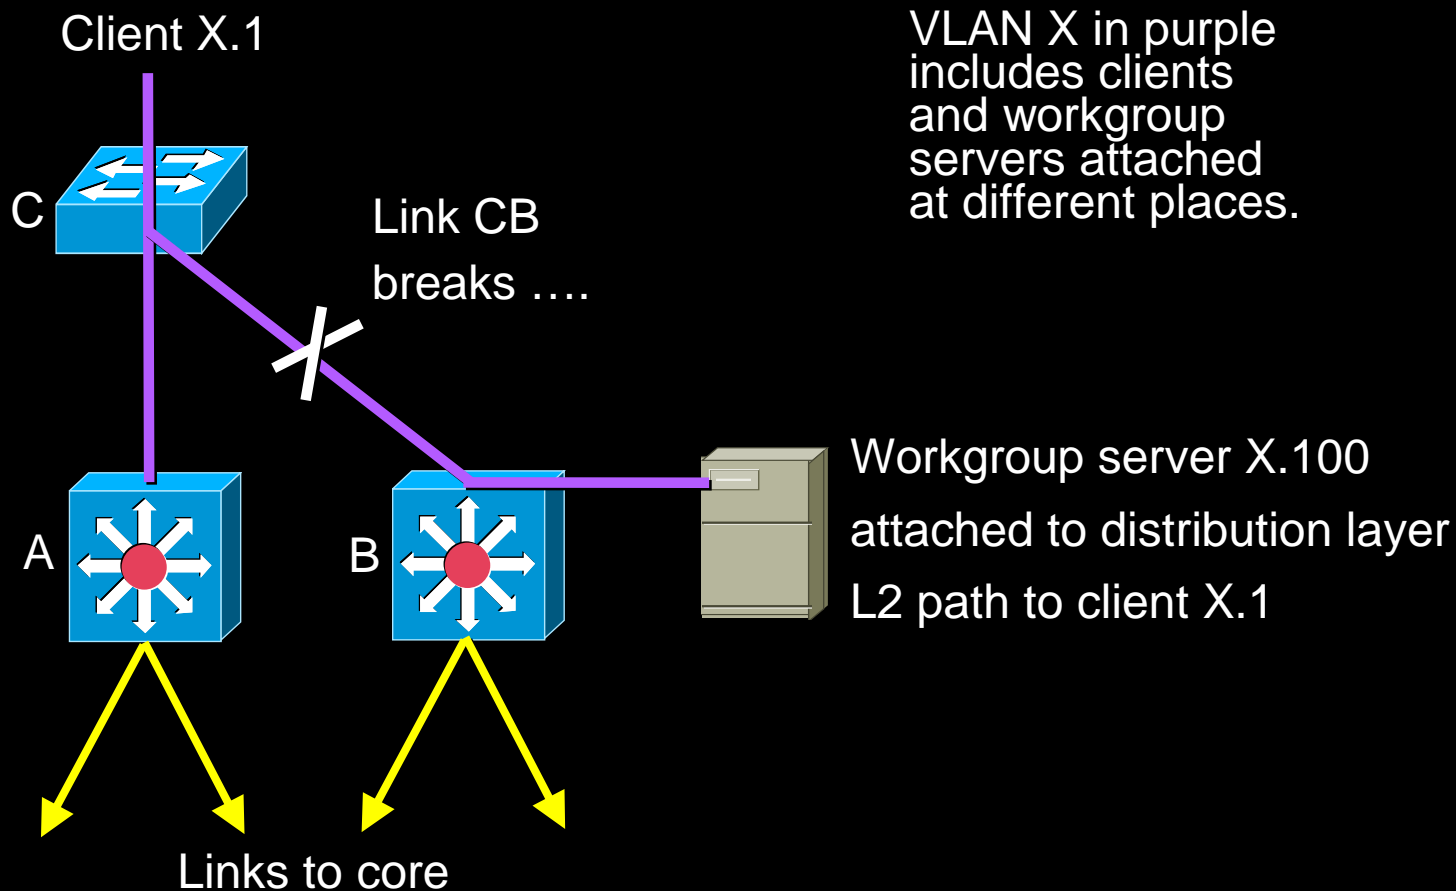 Client X.1
VLAN X in purple
includes clients
and workgroup
servers attached
at different places.
C
Link CB
breaks ….
A
B
Workgroup server X.100
attached to distribution layer
L2 path to client X.1
Links to core